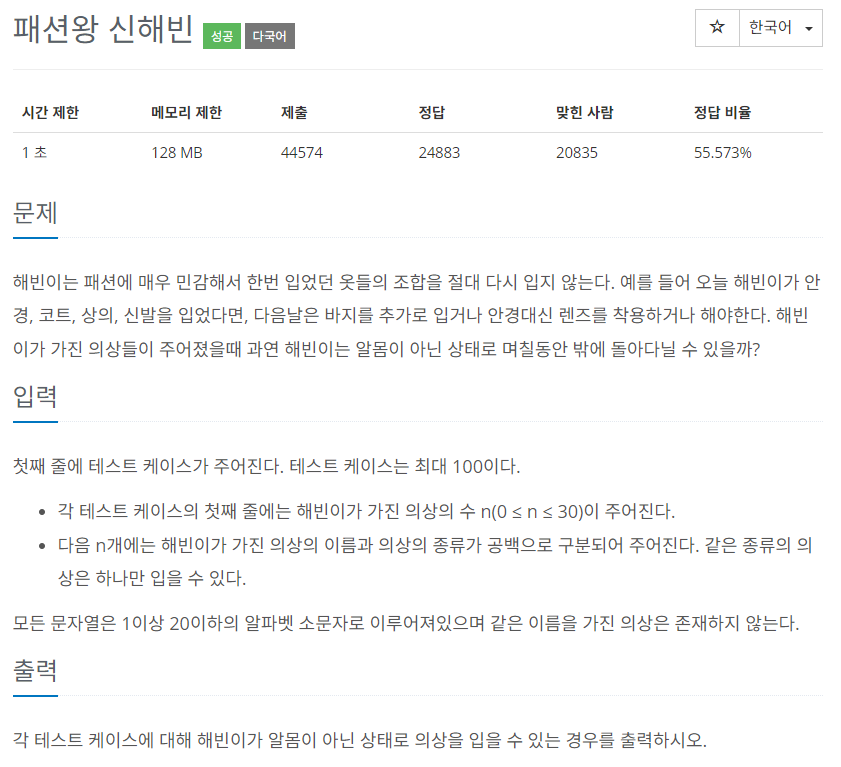 패션왕 신해빈 성공 다국어
☆ 한국어
시간 제한 메모리 제한 제출 정답 맞힌 사람 정답 비율
1 초 128 MB 44574 24883 20835 55.573%
문제
해빈이는 패션에 매우 민감해서 한번 입었던 옷들의 조합을 절대 다시 입지 않는다. 예를 들어 오늘 해빈이가 안
경, 코트, 상의, 신발을 입었다면, 다음날은 바지를 추가로 입거나 안경대신 렌즈를 착용하거나 해야한다. 해빈
이가 가진 의상들이 주어졌을때 과연 해빈이는 알몸이 아닌 상태로 며칠동안 밖에 돌아다닐 수 있을까?
입력
첫째 줄에 테스트 케이스가 주어진다. 테스트 케이스는 최대 100이다.
• 각 테스트 케이스의 첫째 줄에는 해빈이가 가진 의상의 수 n(0 ≤ n ≤ 30)이 주어진다.
• 다음 n개에는 해빈이가 가진 의상의 이름과 의상의 종류가 공백으로 구분되어 주어진다. 같은 종류의 의
상은 하나만 입을 수 있다.
모든 문자열은 1이상 20이하의 알파벳 소문자로 이루어져있으며 같은 이름을 가진 의상은 존재하지 않는다.
출력
각 테스트 케이스에 대해 해빈이가 알몸이 아닌 상태로 의상을 입을 수 있는 경우를 출력하시오.